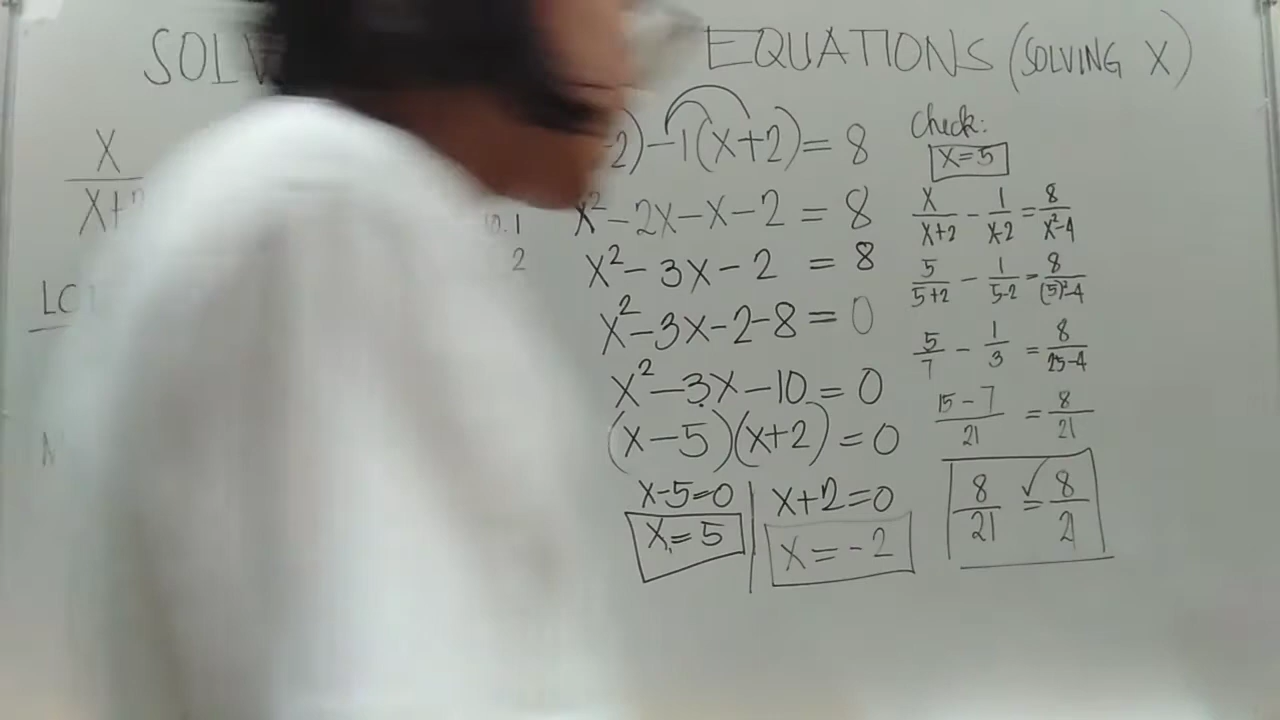 EQUATIONS (SOLVING X)
X
X+
LC
2) - 1(X+2) = 8
X² - 2X - X - 2 = 8
X² - 3X - 2 = 8
X² - 3X - 2 - 8 = 0
X² - 3X - 10 = 0
(X - 5)(X+2) = 0
X-5=0 | X+2=0
X = 5 | X = -2
Check:
X=5
X/X+2 - 1/X-2 = 8/X²-4
5/5+2 - 1/5-2 = 8/(5)²-4
5/7 - 1/3 = 8/25-4
15-7/21 = 8/21
8/21 =✓ 8/21